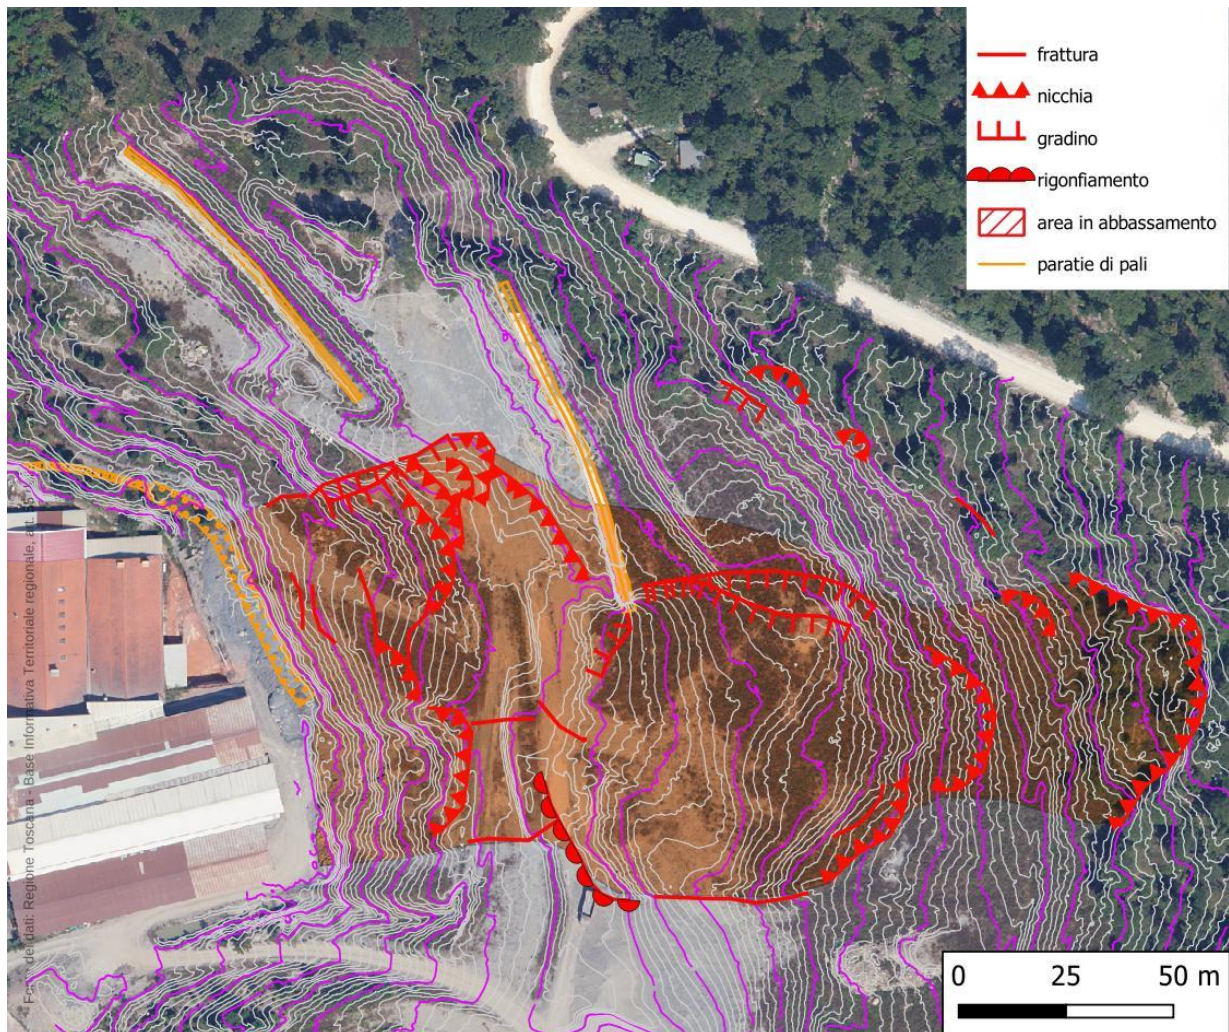 frattura
nicchia
gradino
rigonfiamento
area in abbassamento
paratie di pali
Regione Toscana - Base Informativa Territoriale regionale, a
0 25 50 m